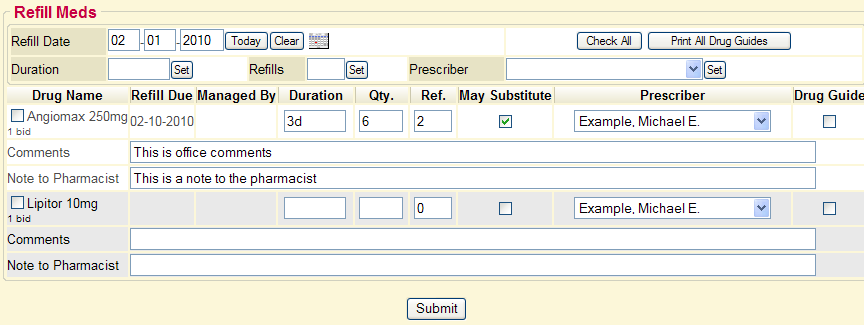 Refill Meds
Refill Date 02 - 01 - 2010 Today Clear Check All Print All Drug Guides
Duration Set Refills Set Prescriber Set
Drug Name Refill Due Managed By Duration Qty. Ref. May Substitute Prescriber Drug Guide
Angiomax 250mg 02-10-2010 3d 6 2 Example, Michael E.
1 bid
Comments This is office comments
Note to Pharmacist This is a note to the pharmacist
Lipitor 10mg 0 Example, Michael E.
1 bid
Comments
Note to Pharmacist
Submit